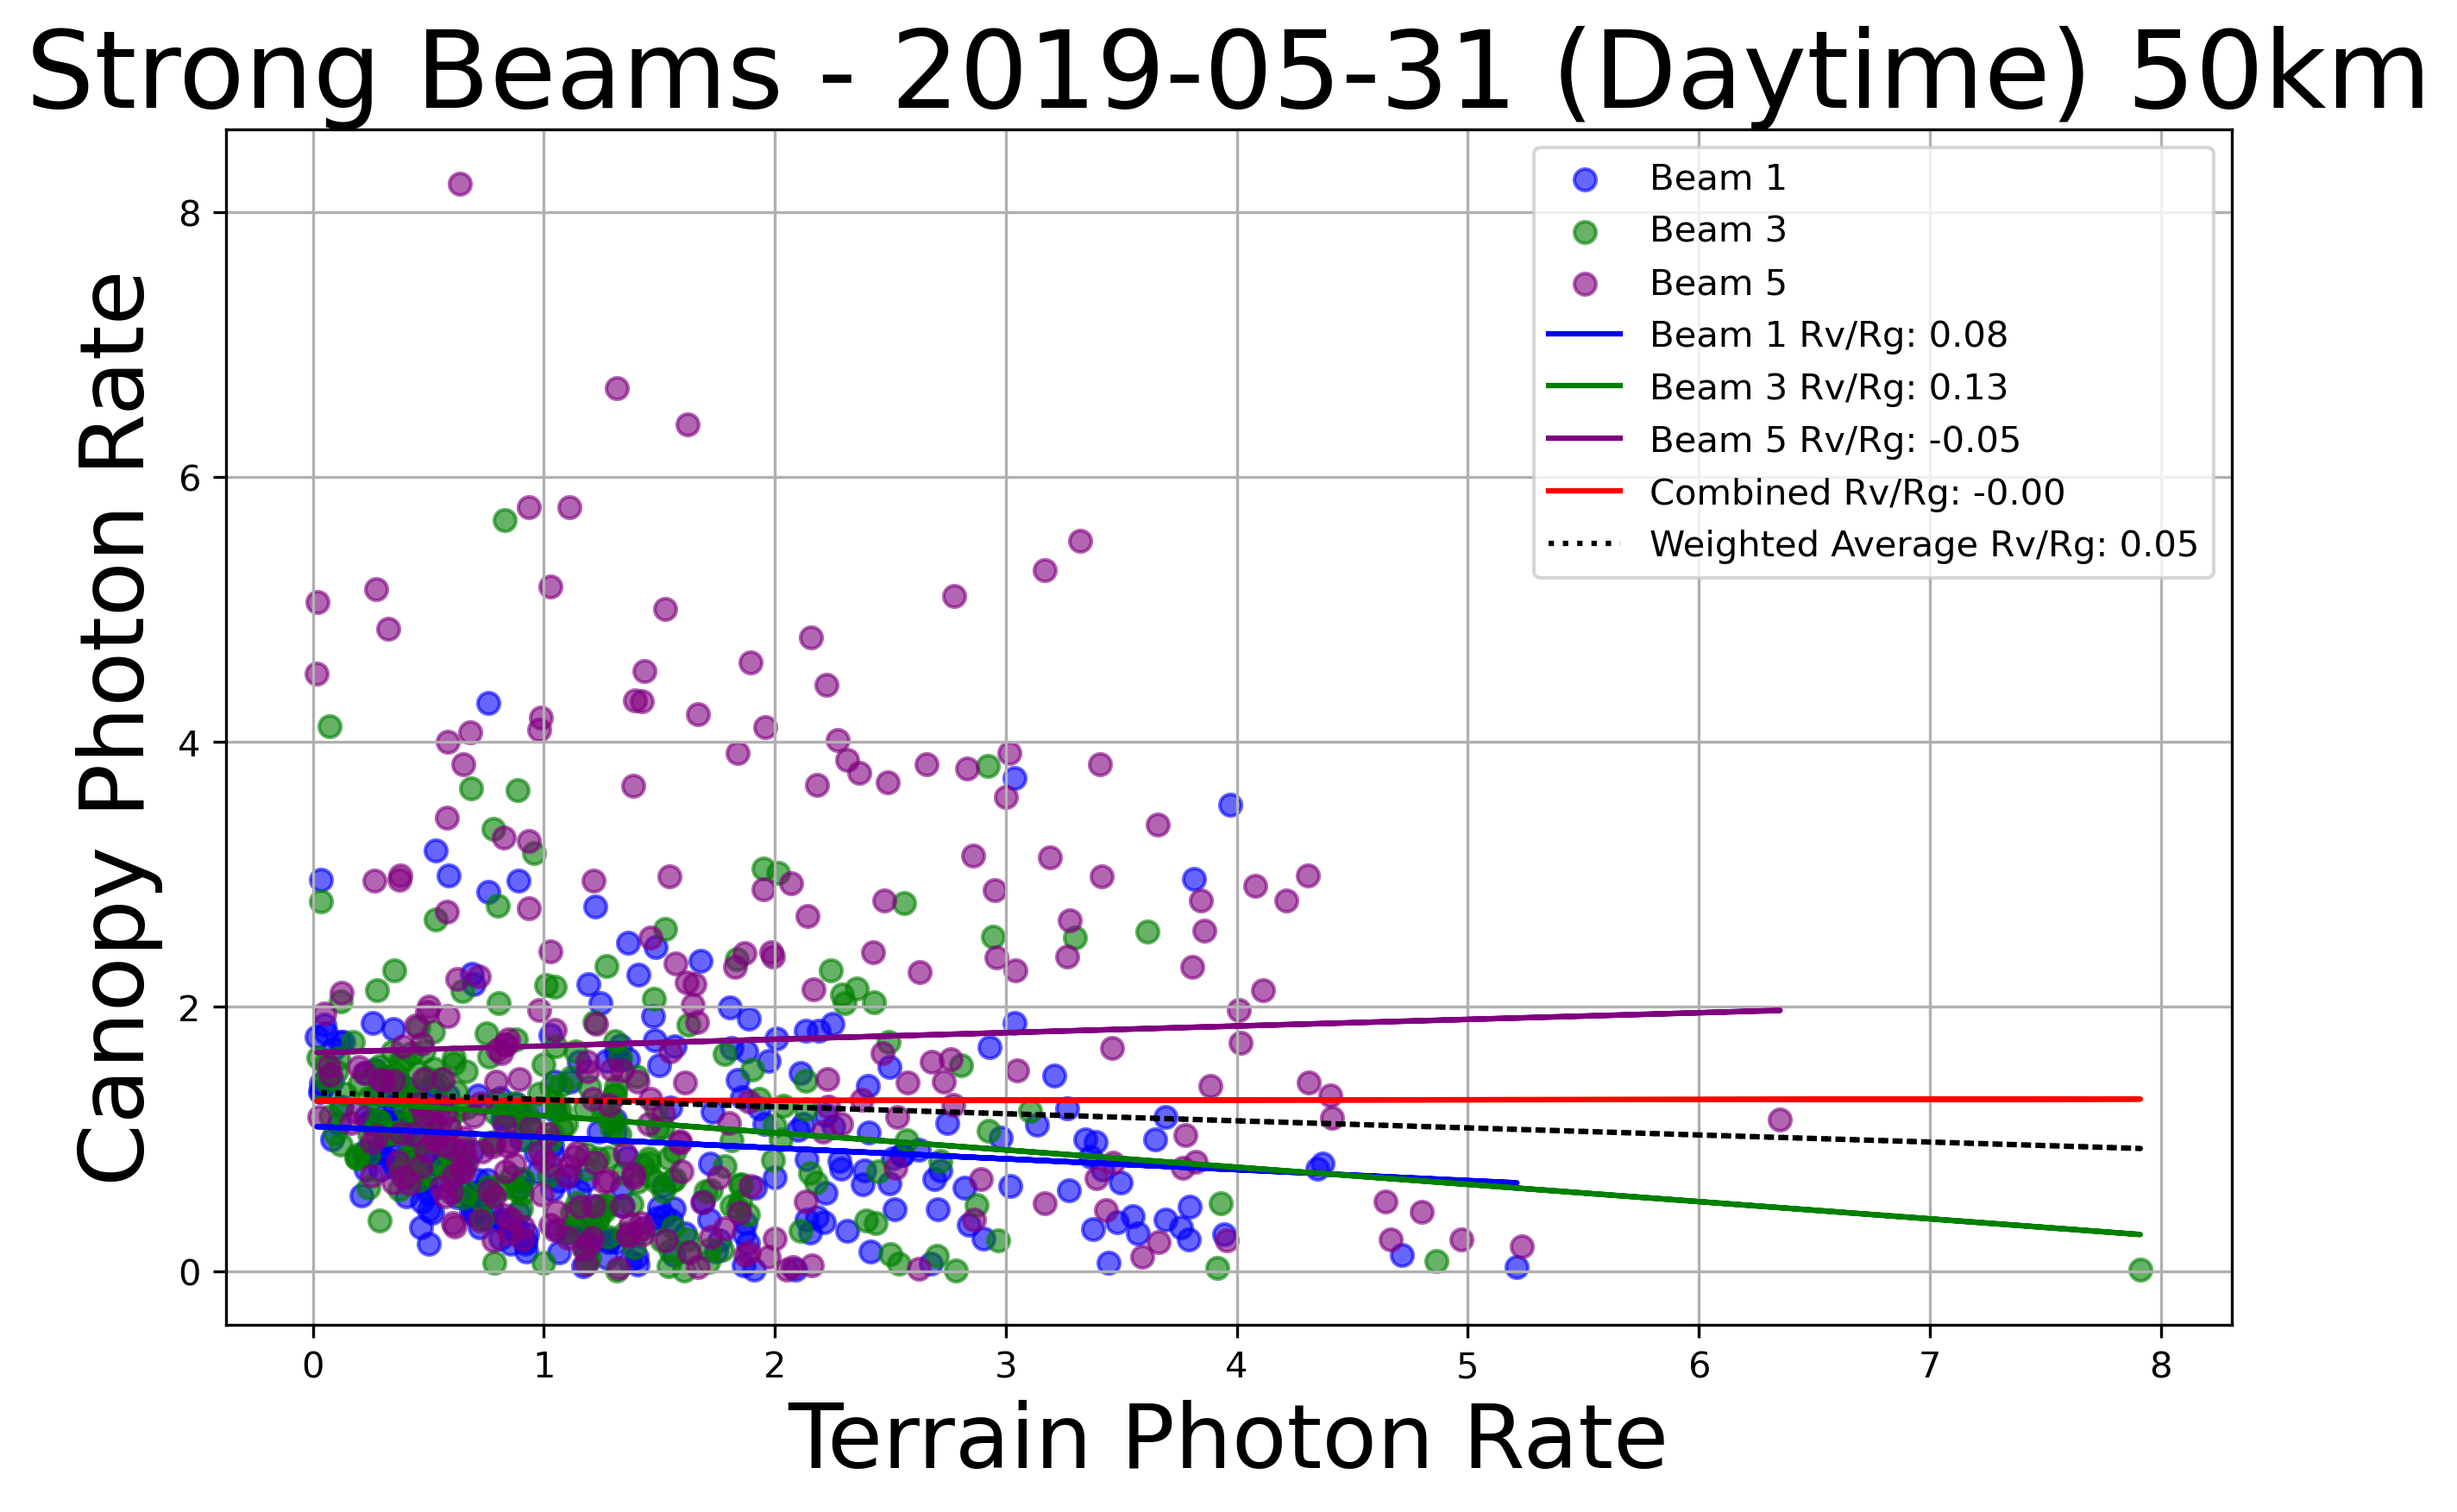 Strong Beams - 2019-05-31 (Daytime) 50km
Beam 1
Beam 3
Beam 5
Beam 1 Rv/Rg: 0.08
Beam 3 Rv/Rg: 0.13
Beam 5 Rv/Rg: -0.05
Combined Rv/Rg: -0.00
Weighted Average Rv/Rg: 0.05
Canopy Photon Rate
8
6
4
2
0
0 1 2 3 4 5 6 7 8
Terrain Photon Rate